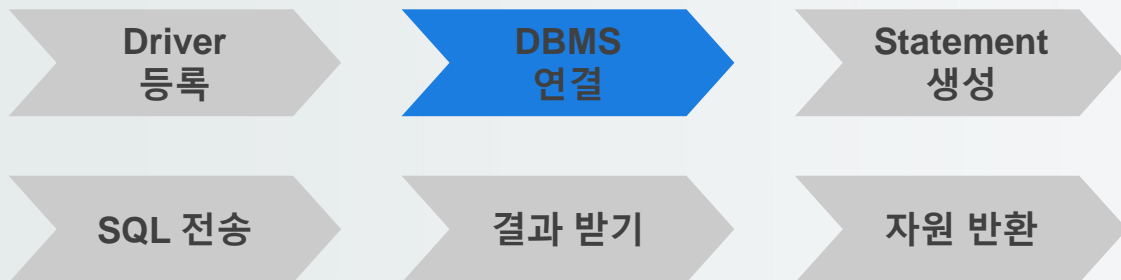 Driver
등록
DBMS
연결
Statement
생성
SQL 전송
결과 받기
자원 반환